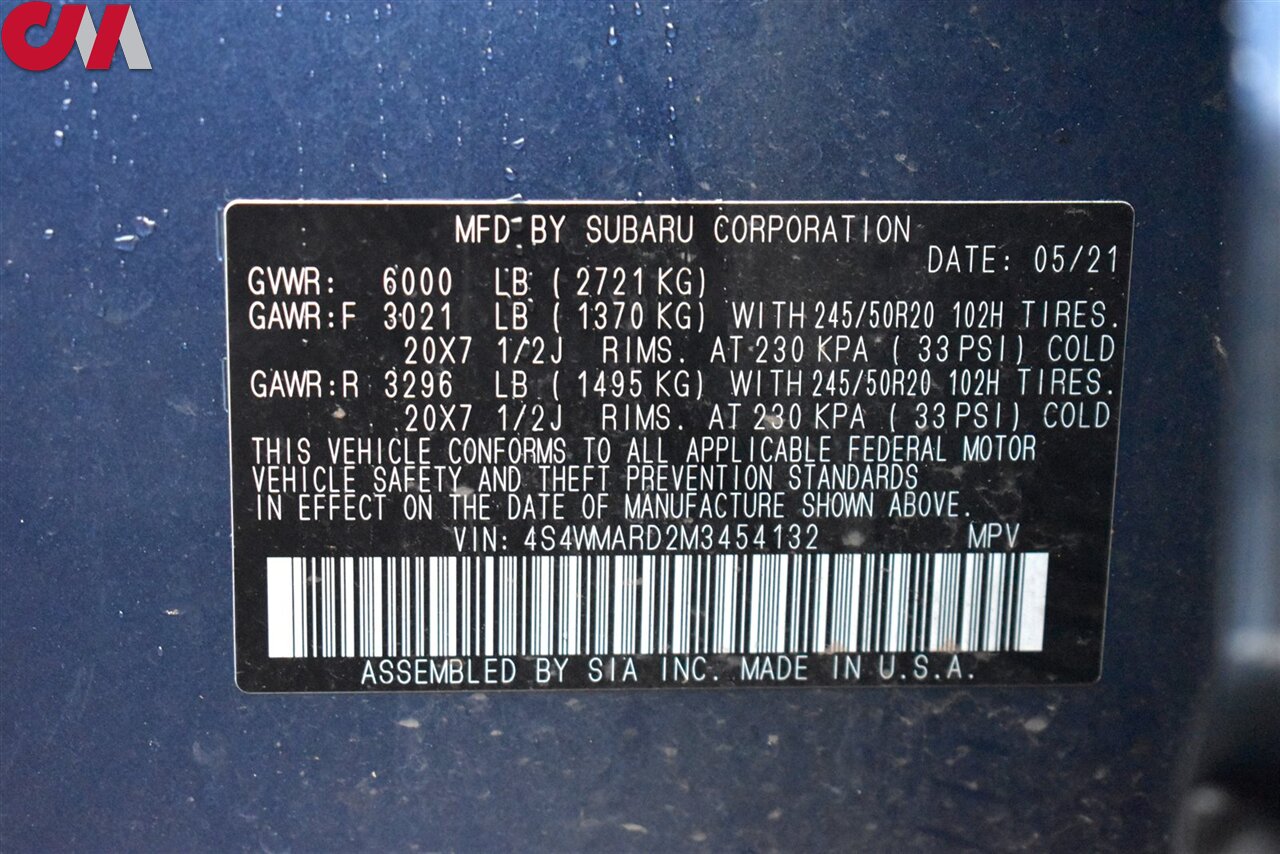 CM
MFD BY SUBARU CORPORATION
DATE: 05/21
GVWR: 6000 LB ( 2721 KG)
GAWR:F 3021 LB ( 1370 KG) WITH 245/50R20 102H TIRES.
20X7 1/2J RIMS. AT 230 KPA ( 33 PSI) COLD
GAWR:R 3296 LB ( 1495 KG) WITH 245/50R20 102H TIRES.
20X7 1/2J RIMS. AT 230 KPA ( 33 PSI) COLD
THIS VEHICLE CONFORMS TO ALL APPLICABLE FEDERAL MOTOR
VEHICLE SAFETY AND THEFT PREVENTION STANDARDS
IN EFFECT ON THE DATE OF MANUFACTURE SHOWN ABOVE.
VIN: 4S4WMARD2M3454132 MPV
ASSEMBLED BY SIA INC. MADE IN U.S.A.